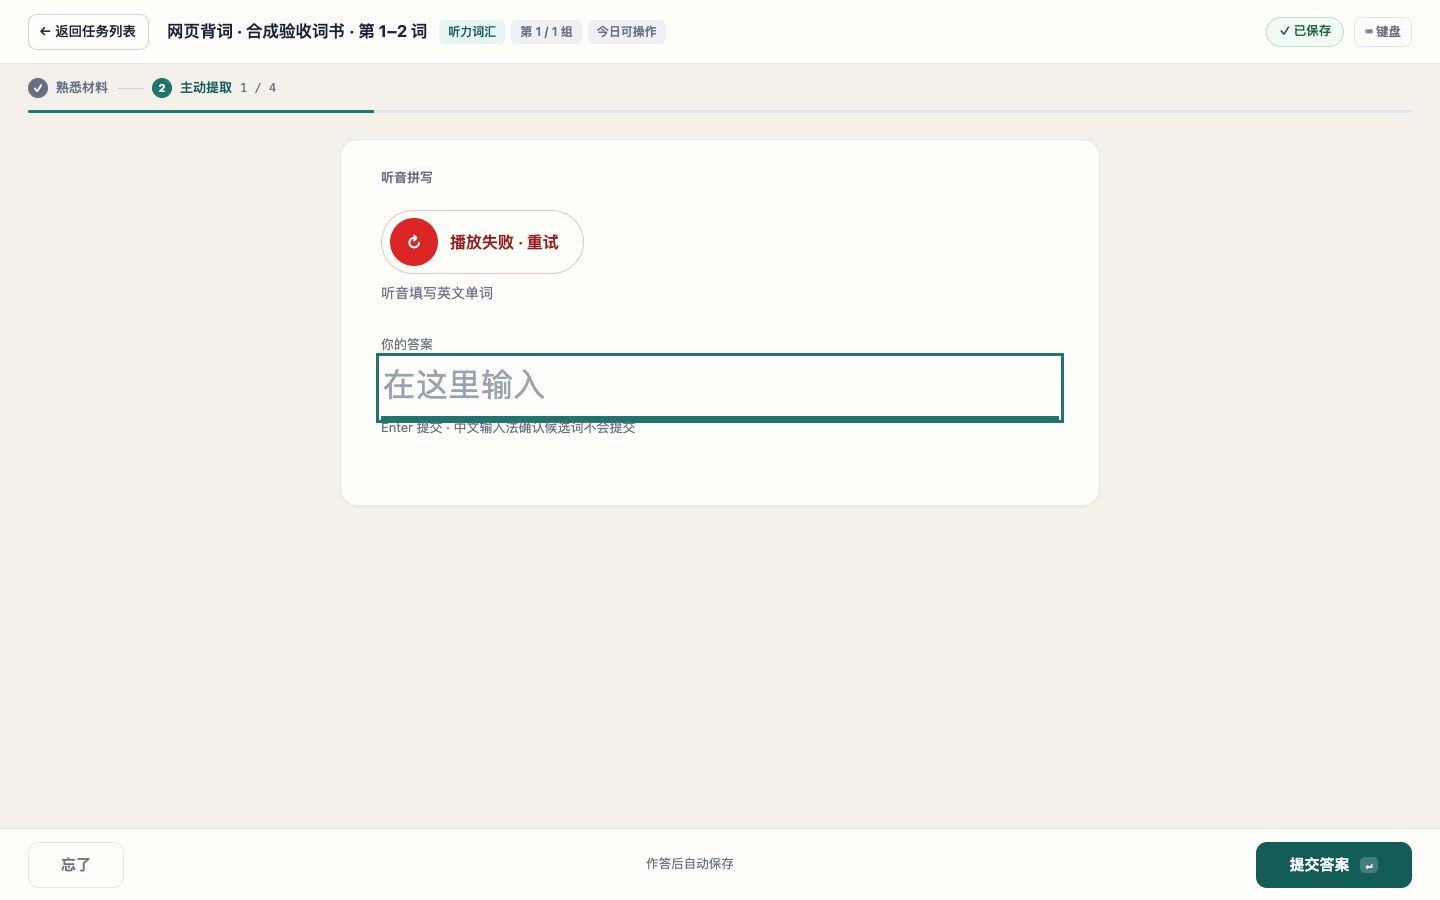 ← 返回任务列表 网页背词 · 合成验收词书 · 第 1–2 词 听力词汇 第 1 / 1 组 今日可操作 ✓ 已保存 ⌨ 键盘
✓ 熟悉材料 2 主动提取 1 / 4
听音拼写
↻ 播放失败 · 重试
听音填写英文单词
你的答案
在这里输入
Enter 提交 · 中文输入法确认候选词不会提交
忘了 作答后自动保存 提交答案 ↵